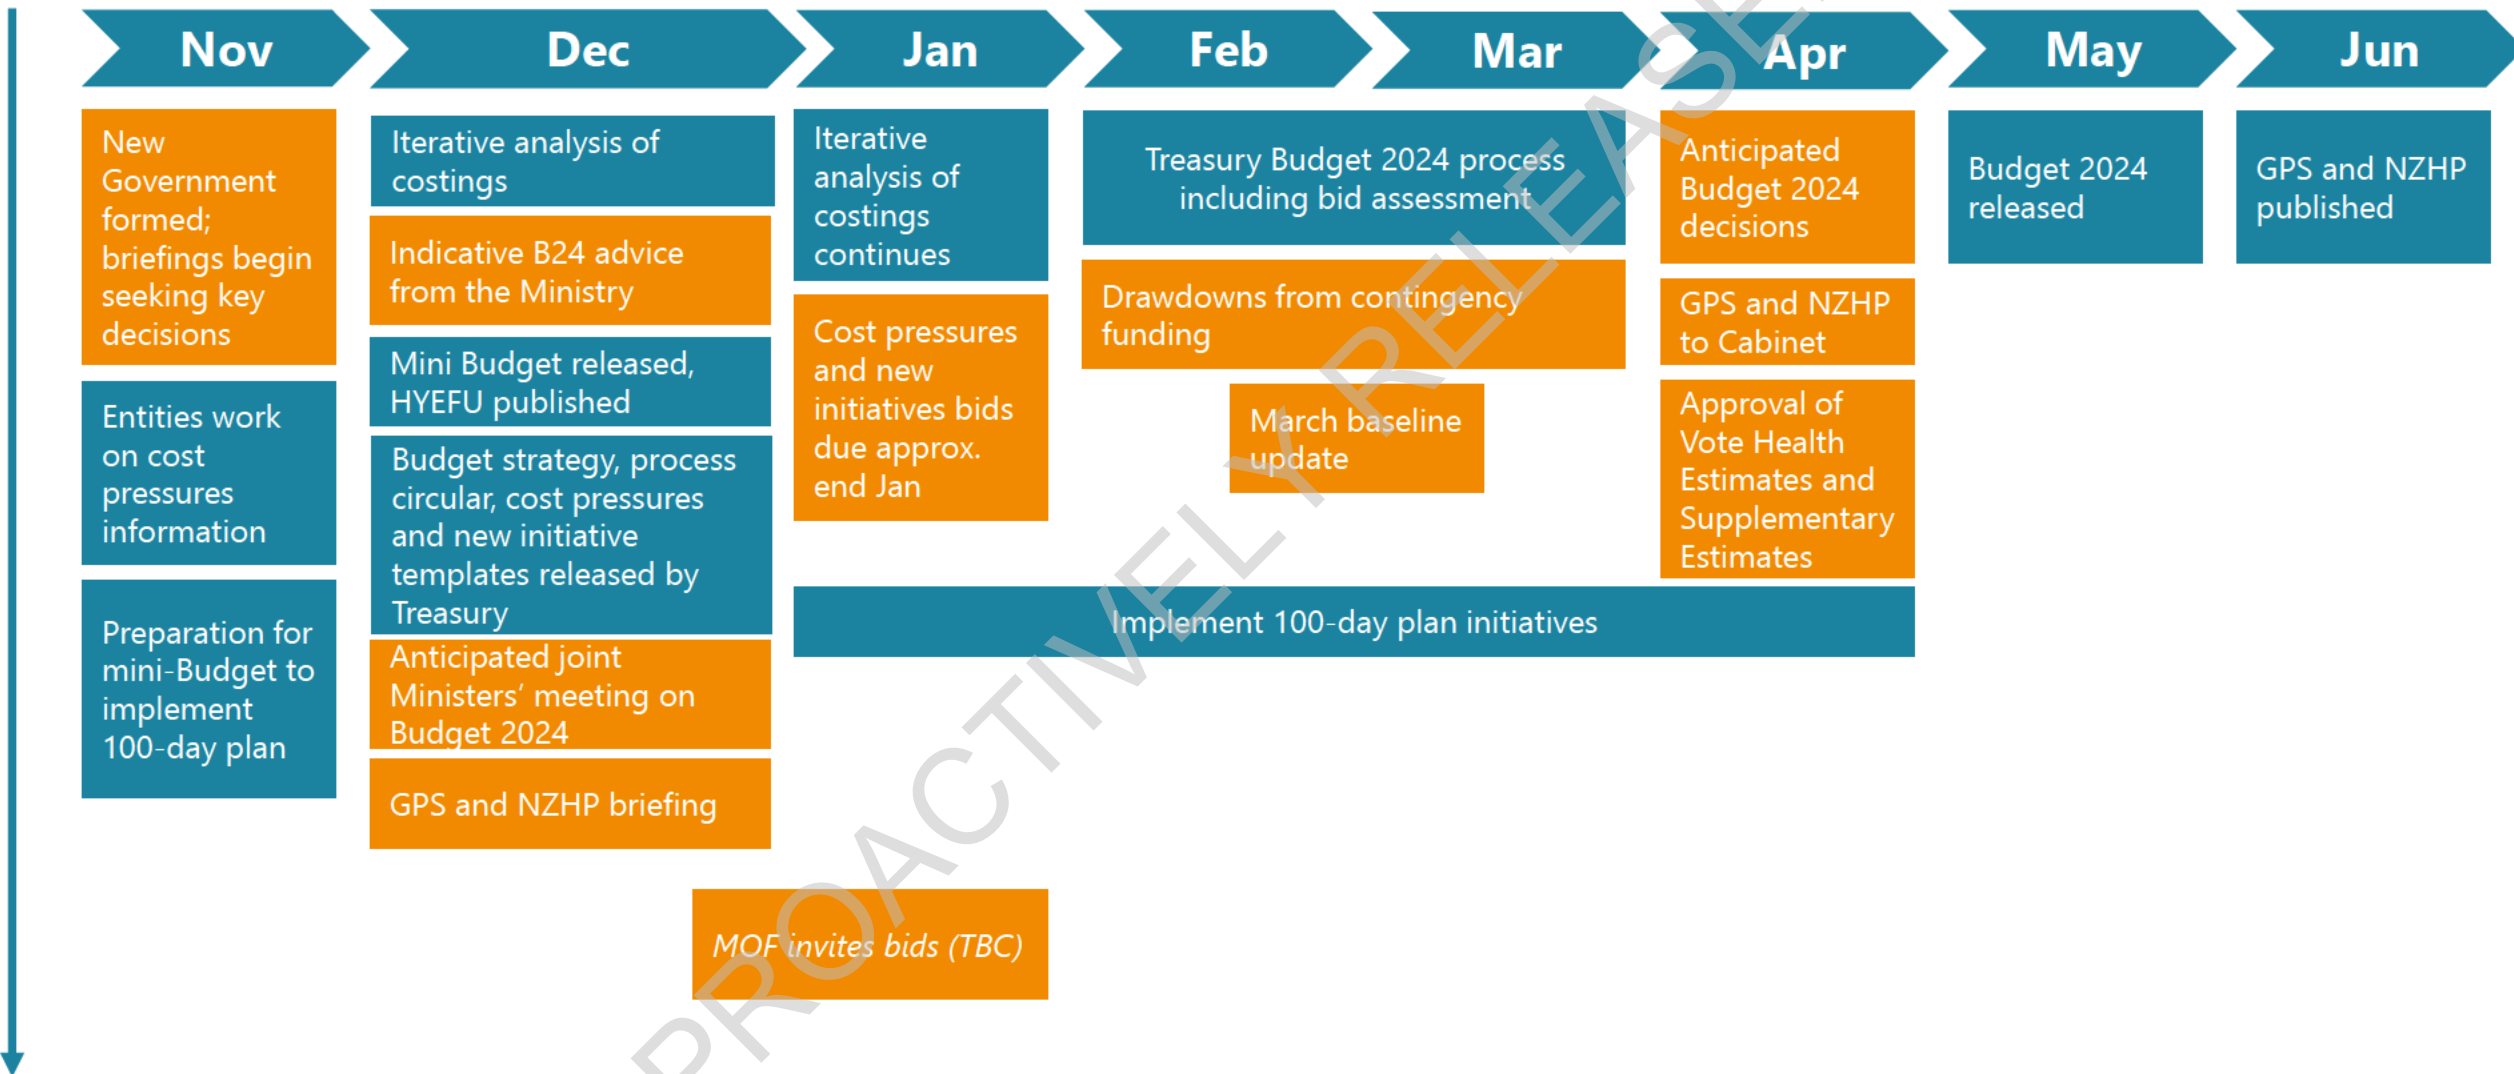 Nov
Dec
Jan
Feb
Mar
Apr
May
Jun
New
Government
formed;
briefings begin
seeking key
decisions
Entities work
on cost
pressures
information
Preparation for
mini-Budget to
implement
100-day plan
Iterative analysis of
costings
Indicative B24 advice
from the Ministry
Mini Budget released,
HYEFU published
Budget strategy, process
circular, cost pressures
and new initiative
templates released by
Treasury
Anticipated joint
Ministers’ meeting on
Budget 2024
GPS and NZHP briefing
MOF invites bids (TBC)
Iterative
analysis of
costings
continues
Cost pressures
and new
initiatives bids
due approx.
end Jan
Treasury Budget 2024 process
including bid assessment
Drawdowns from contingency
funding
March baseline
update
Implement 100-day plan initiatives
Anticipated
Budget 2024
decisions
GPS and NZHP
to Cabinet
Approval of
Vote Health
Estimates and
Supplementary
Estimates
Budget 2024
released
GPS and NZHP
published
PROACTIVELY RELEASE